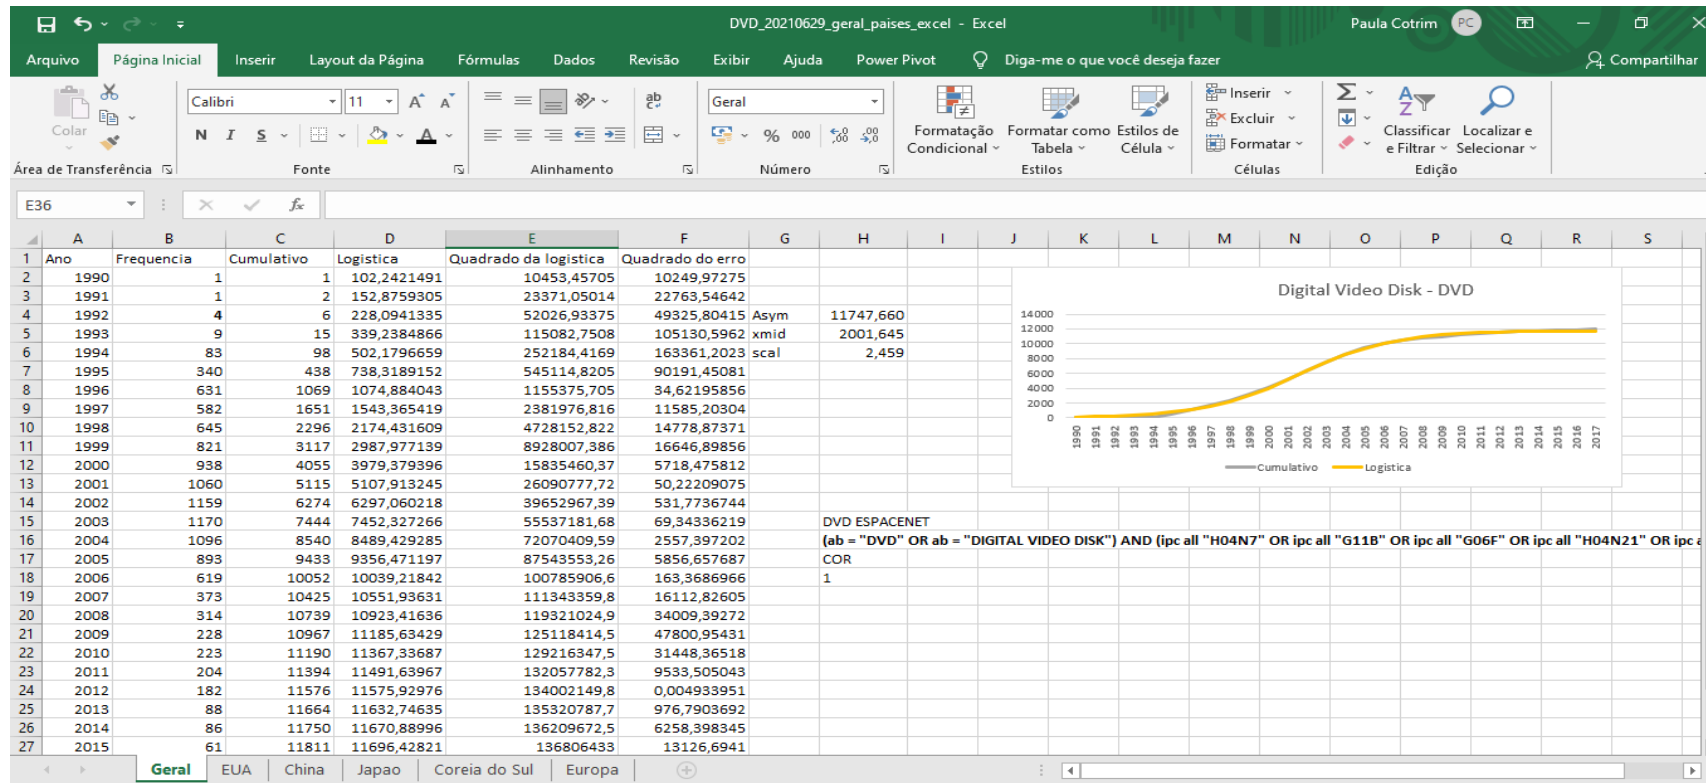 DVD_20210629_geral_paises_excel - Excel
Paula Cotrim PC
Arquivo Página Inicial Inserir Layout da Página Fórmulas Dados Revisão Exibir Ajuda Power Pivot Diga-me o que você deseja fazer Compartilhar
Colar
Calibri 11
N I S
ab
Geral
% 000
Formatação Condicional
Formatar como Tabela
Estilos de Célula
Inserir
Excluir
Formatar
Classificar e Filtrar
Localizar e Selecionar
Área de Transferência Fonte Alinhamento Número Estilos Células Edição
E36 fx
A B C D E F G H I J K L M N O P Q R S
1 Ano Frequencia Cumulativo Logistica Quadrado da logistica Quadrado do erro
2 1990 1 1 102,2421491 10453,45705 10249,97275
3 1991 1 2 152,8759305 23371,05014 22763,54642
4 1992 4 6 228,0941335 52026,93375 49325,80415 Asym 11747,660
5 1993 9 15 339,2384866 115082,7508 105130,5962 xmid 2001,645
6 1994 83 98 502,1796659 252184,4169 163361,2023 scal 2,459
7 1995 340 438 738,3189152 545114,8205 90191,45081
8 1996 631 1069 1074,884043 1155375,705 34,62195856
9 1997 582 1651 1543,365419 2381976,816 11585,20304
10 1998 645 2296 2174,431609 4728152,822 14778,87371
11 1999 821 3117 2987,977139 8928007,386 16646,89856
12 2000 938 4055 3979,379396 15835460,37 5718,475812
13 2001 1060 5115 5107,913245 26090777,72 50,22209075
14 2002 1159 6274 6297,060218 39652967,39 531,7736744
15 2003 1170 7444 7452,327266 55537181,68 69,34336219 DVD ESPACENET
16 2004 1096 8540 8489,429285 72070409,59 2557,397202 (ab = "DVD" OR ab = "DIGITAL VIDEO DISK") AND (ipc all "H04N7" OR ipc all "G11B" OR ipc all "G06F" OR ipc all "H04N21" OR ipc
17 2005 893 9433 9356,471197 87543553,26 5856,657687 COR
18 2006 619 10052 10039,21842 100785906,6 163,3686966 1
19 2007 373 10425 10551,93631 111343359,8 16112,82605
20 2008 314 10739 10923,41636 119321024,9 34009,39272
21 2009 228 10967 11185,63429 125118414,5 47800,95431
22 2010 223 11190 11367,33687 129216347,5 31448,36518
23 2011 204 11394 11491,63967 132057782,3 9533,505043
24 2012 182 11576 11575,92976 134002149,8 0,004933951
25 2013 88 11664 11632,74635 135320787,7 976,7903692
26 2014 86 11750 11670,88996 136209672,5 6258,398345
27 2015 61 11811 11696,42821 136806433 13126,6941
Digital Video Disk - DVD
14000
12000
10000
8000
6000
4000
2000
0
1990 1991 1992 1993 1994 1995 1996 1997 1998 1999 2000 2001 2002 2003 2004 2005 2006 2007 2008 2009 2010 2011 2012 2013 2014 2015 2016 2017
Cumulativo Logistica
Geral EUA China Japao Coreia do Sul Europa